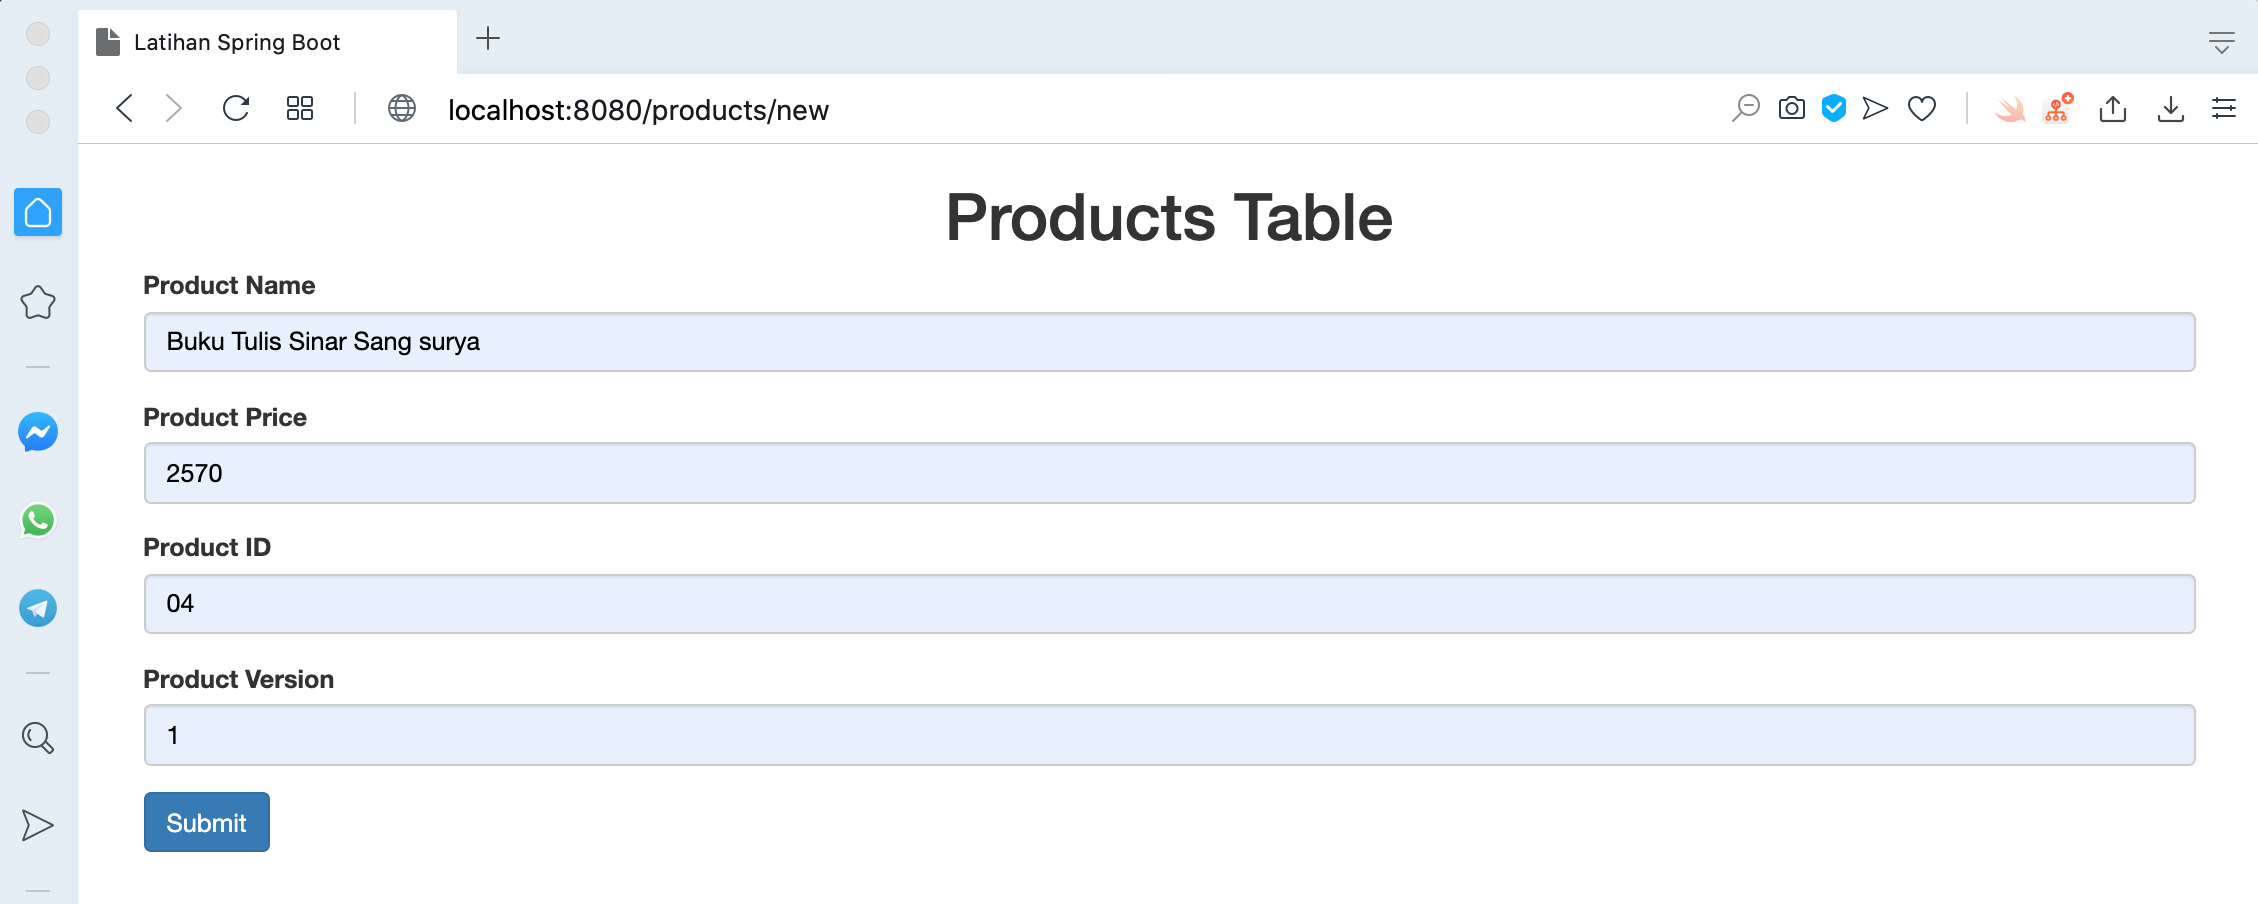 Latihan Spring Boot
localhost:8080/products/new
Products Table
Product Name
Buku Tulis Sinar Sang surya
Product Price
2570
Product ID
04
Product Version
1
Submit